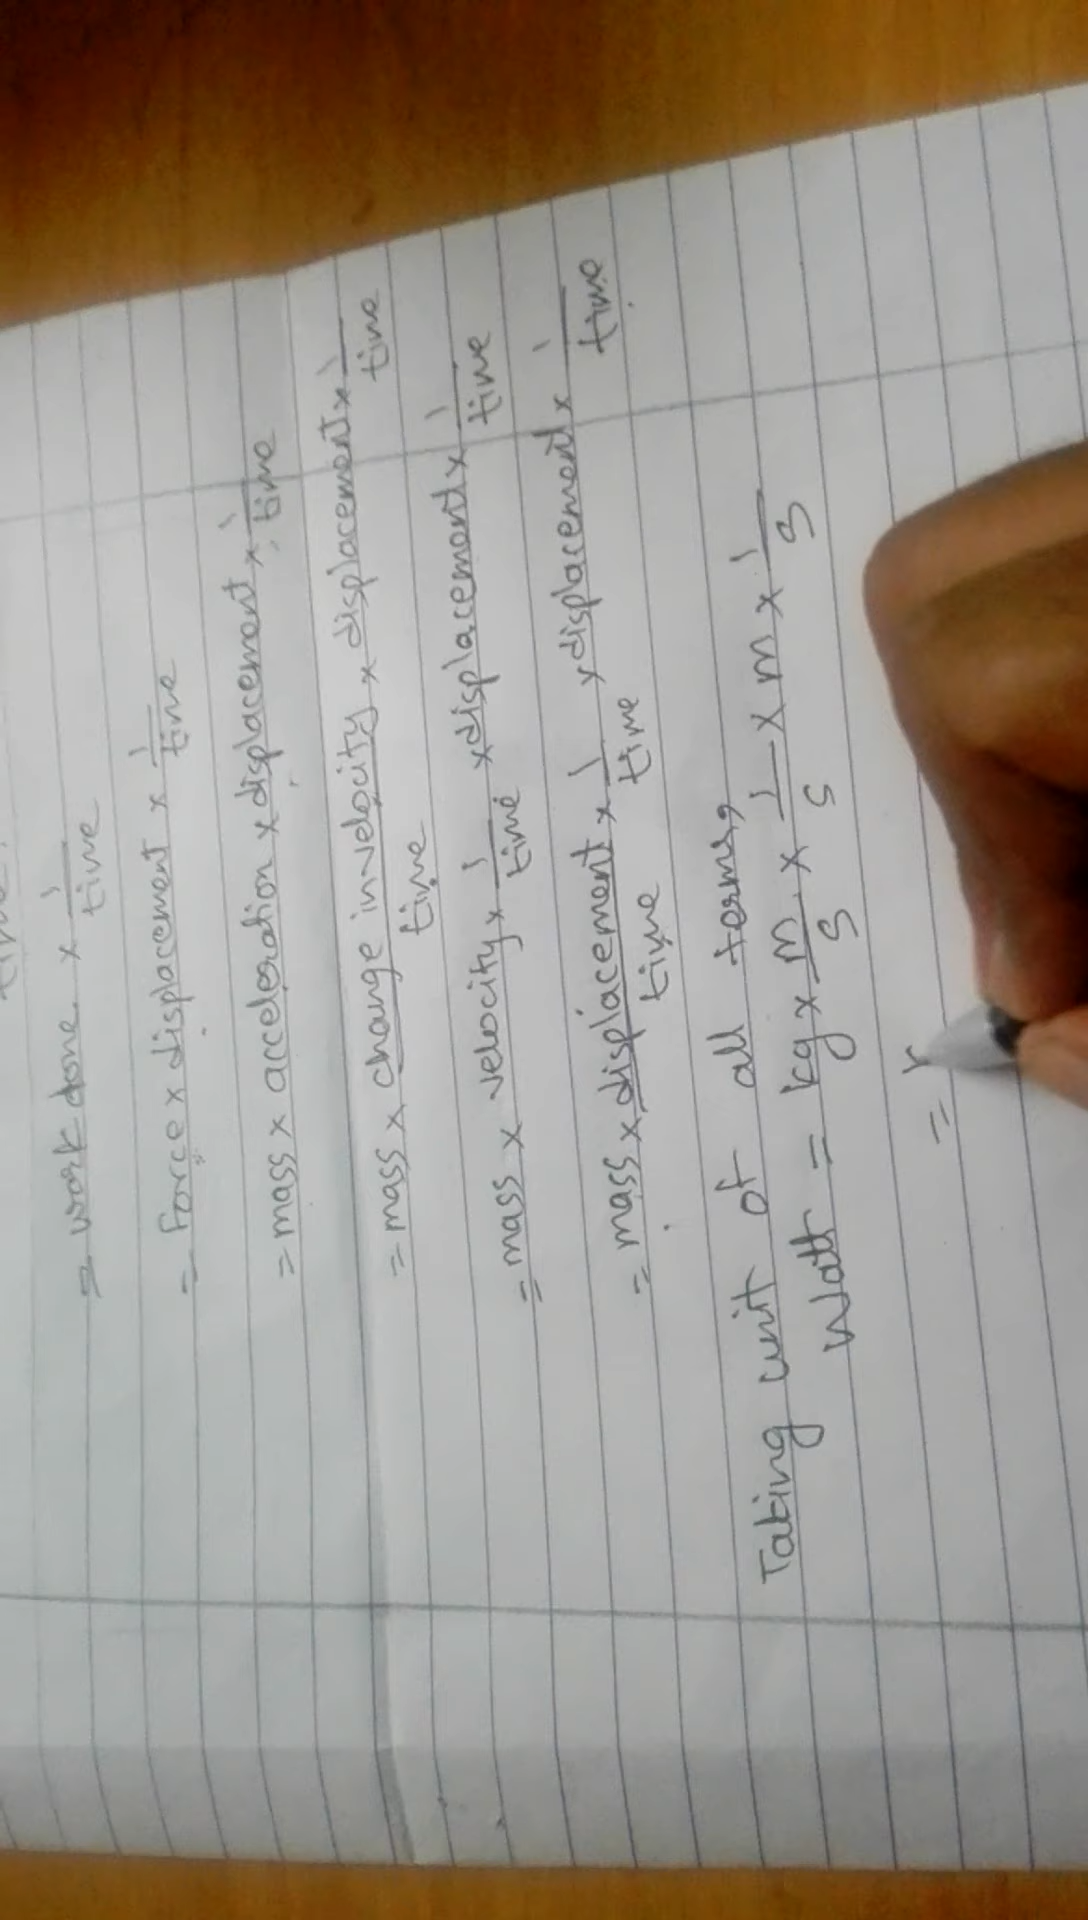 = work done × 1/time
= Force × displacement × 1/time
= mass × acceleration × displacement × 1/time
= mass × change in velocity/time × displacement × 1/time
= mass × velocity × 1/time × displacement × 1/time
= mass × displacement/time × 1/time × displacement × 1/time
Taking unit of all terms,
Watt = kg × m/s × 1/s × m × 1/s
=